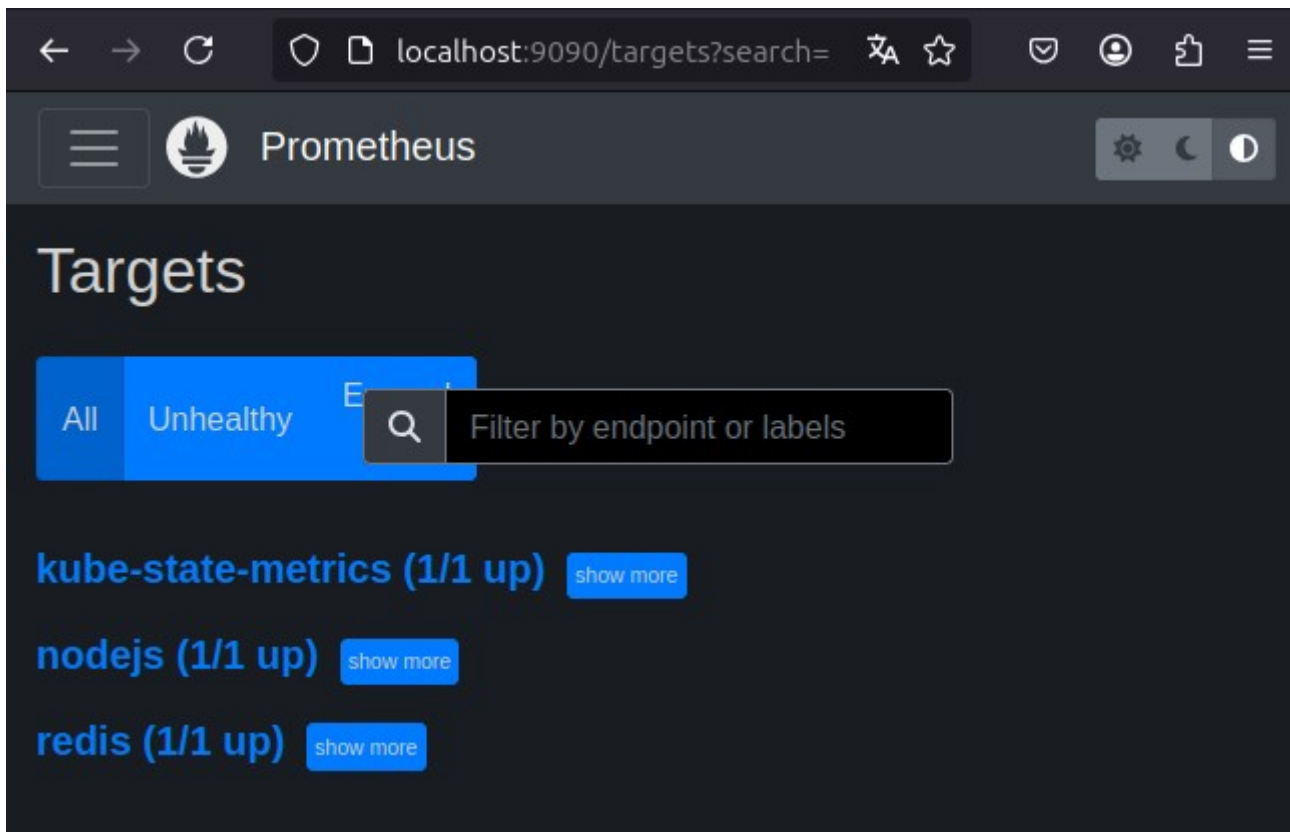 localhost:9090/targets?search=
Prometheus
Targets
All Unhealthy
Filter by endpoint or labels
kube-state-metrics (1/1 up) show more
nodejs (1/1 up) show more
redis (1/1 up) show more